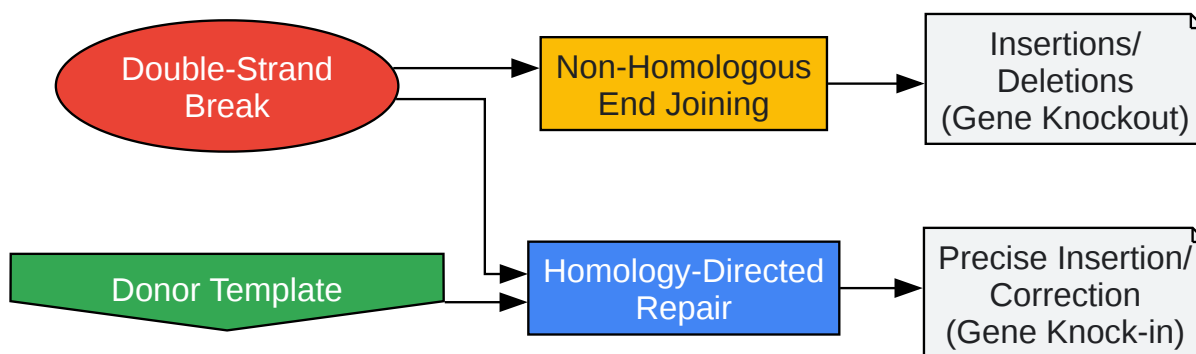 Double-Strand
Break
Non-Homologous
End Joining
Insertions/
Deletions
(Gene Knockout)
Donor Template
Homology-Directed
Repair
Precise Insertion/
Correction
(Gene Knock-in)